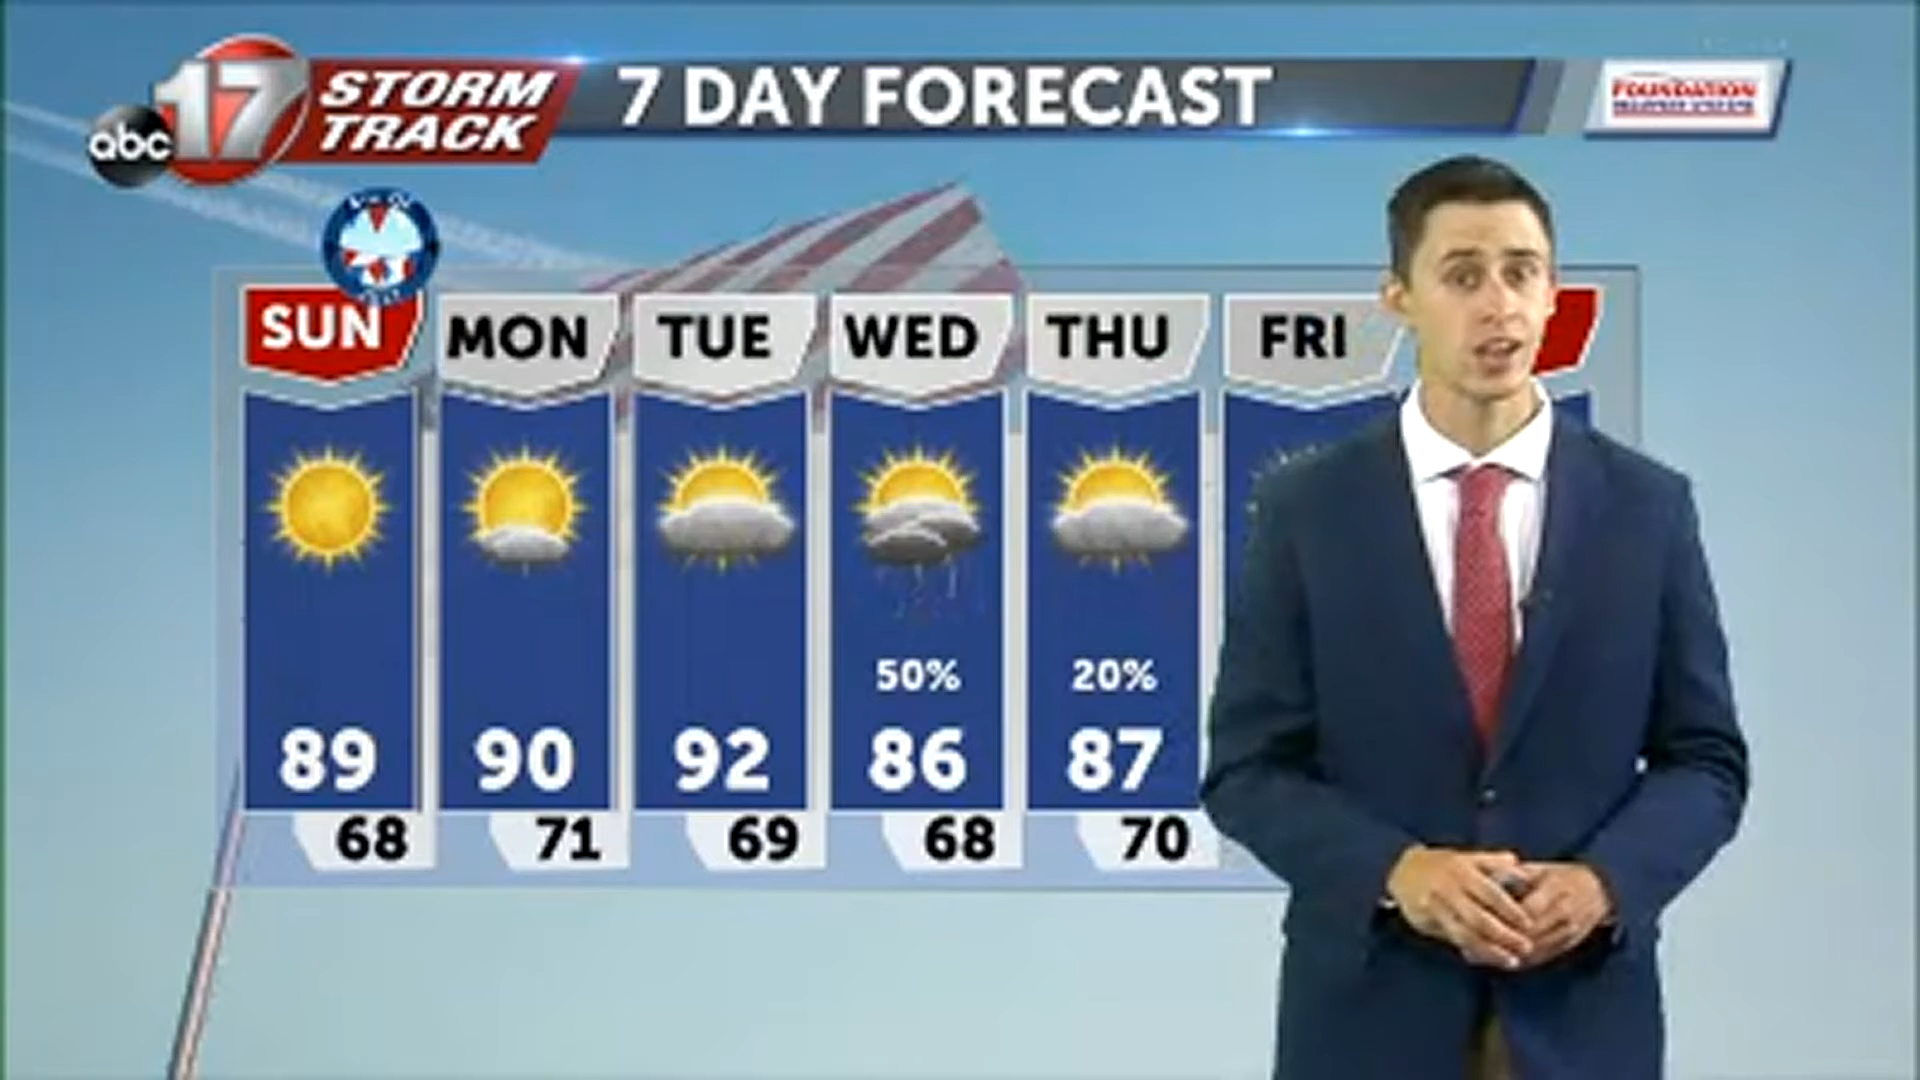 abc 17 STORM TRACK
7 DAY FORECAST
FOUNDATION
SUN MON TUE WED THU FRI
50% 20%
89 90 92 86 87
68 71 69 68 70